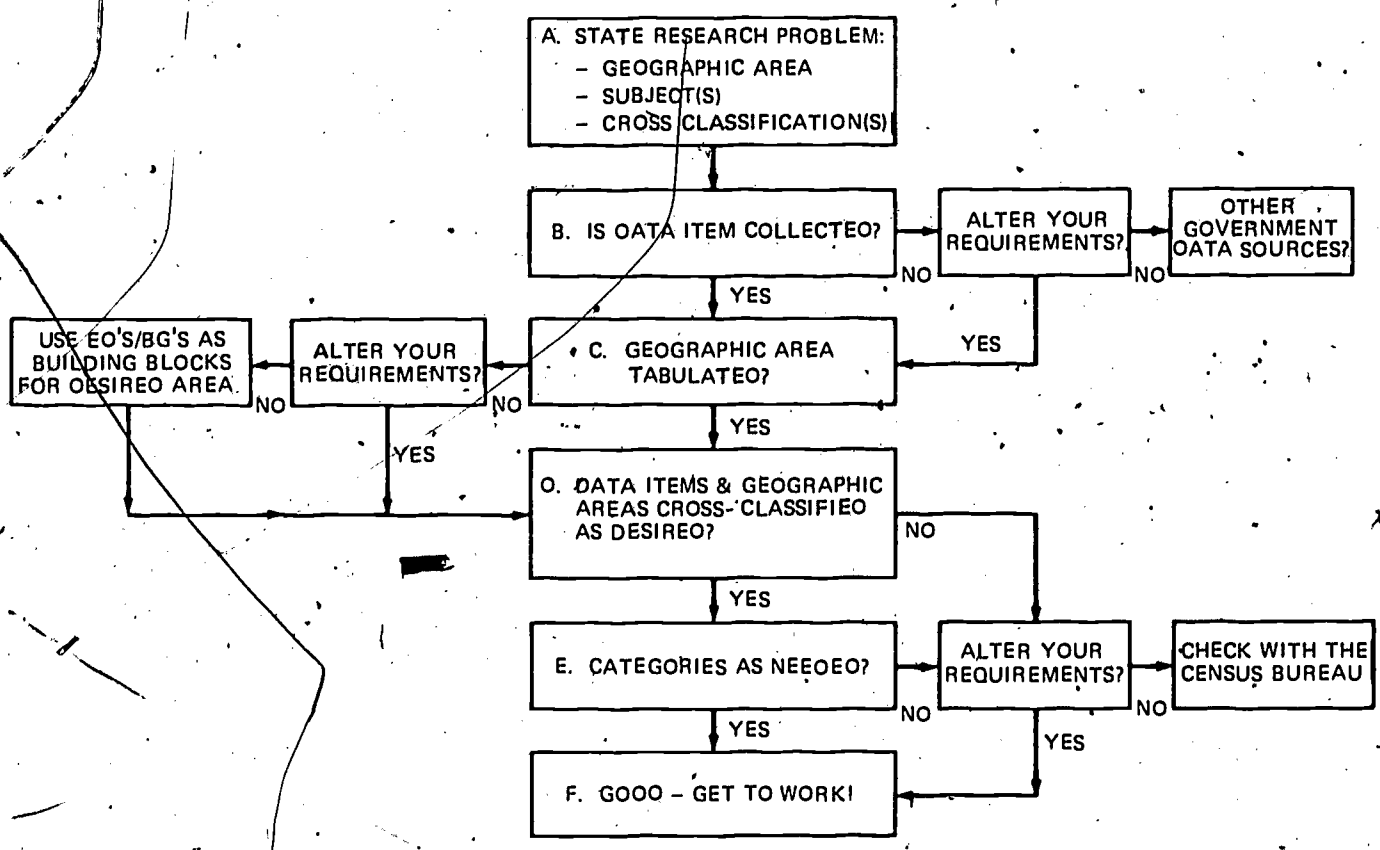 A. STATE RESEARCH PROBLEM:
– GEOGRAPHIC AREA
– SUBJECT(S)
– CROSS CLASSIFICATION(S)
B. IS OATA ITEM COLLECTEO?
NO
ALTER YOUR
REQUIREMENTS?
NO
OTHER
GOVERNMENT
OATA SOURCES?
YES
YES
C. GEOGRAPHIC AREA
TABULATEO?
NO
ALTER YOUR
REQUIREMENTS?
NO
USE EO'S/BG'S AS
BUILDING BLOCKS
FOR OESIREO AREA
YES
YES
O. DATA ITEMS & GEOGRAPHIC
AREAS CROSS-CLASSIFIEO
AS DESIREO?
NO
YES
E. CATEGORIES AS NEEOEO?
NO
ALTER YOUR
REQUIREMENTS?
NO
CHECK WITH THE
CENSUS BUREAU
YES
YES
F. GOOO – GET TO WORK!